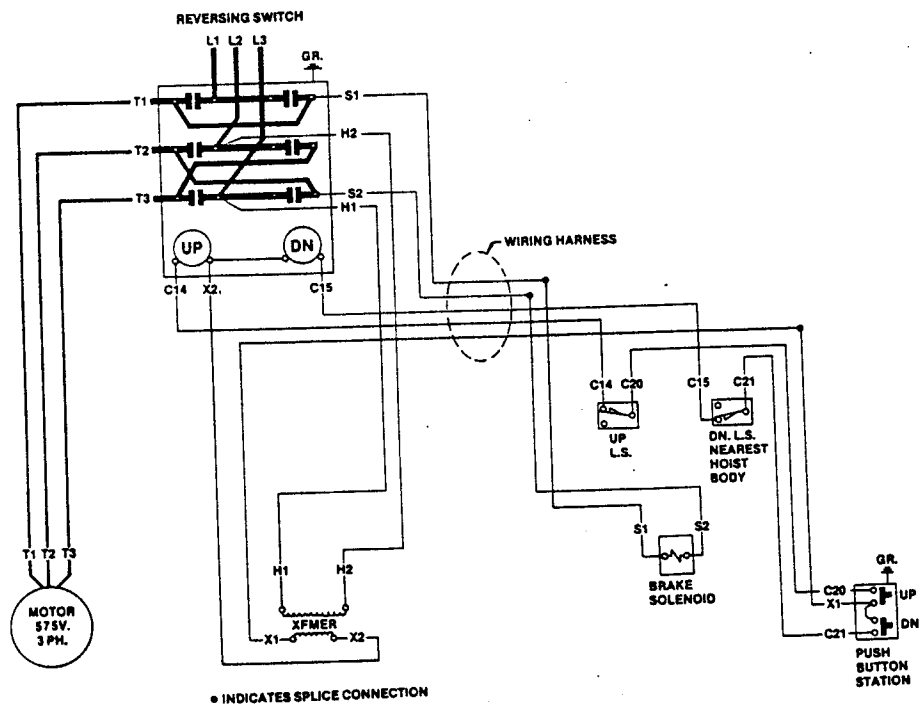 REVERSING SWITCH
L1 L2 L3
GR.
T1
S1
H2
T2
T3
S2
H1
UP
DN
C14
X2.
C15
WIRING HARNESS
C14
C20
C15
C21
UP
L.S.
DN. L.S.
NEAREST
HOIST
BODY
S1
S2
BRAKE
SOLENOID
T1 T2 T3
MOTOR
575V.
3 PH.
H1
H2
XFMER
X1
X2
GR.
C20
X1
C21
UP
DN
PUSH
BUTTON
STATION
● INDICATES SPLICE CONNECTION